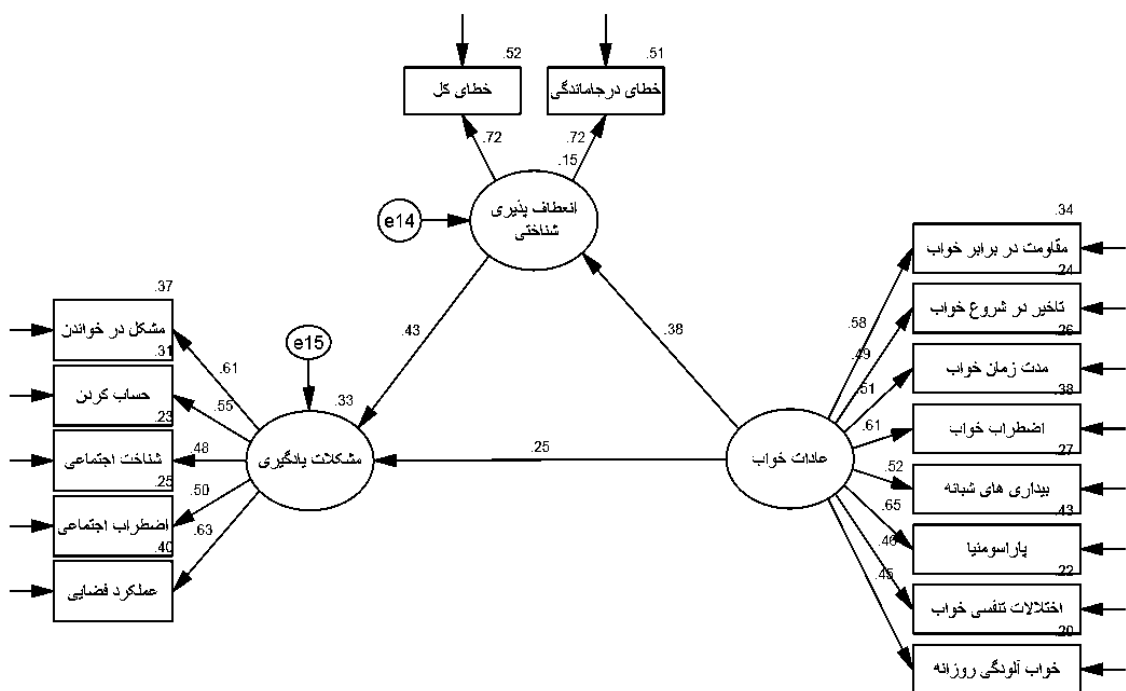 .52
.51
خطای کل
خطای درجاماندگی
.72
.72
.15
انعطاف پذیری
شناختی
e14
.34
مقاومت در برابر خواب
.24
تاخیر در شروع خواب
.26
مدت زمان خواب
.38
اضطراب خواب
.27
بیداری های شبانه
.43
پاراسومنیا
.22
اختلالات تنفسی خواب
.20
خواب آلودگی روزانه
.58
.49
.51
.61
.52
.65
.46
.45
عادات خواب
.38
.43
.25
e15
.33
مشکلات یادگیری
.61
.55
.48
.50
.63
.37
مشکل در خواندن
.31
حساب کردن
.23
شناخت اجتماعی
.25
اضطراب اجتماعی
.40
عملکرد فضایی